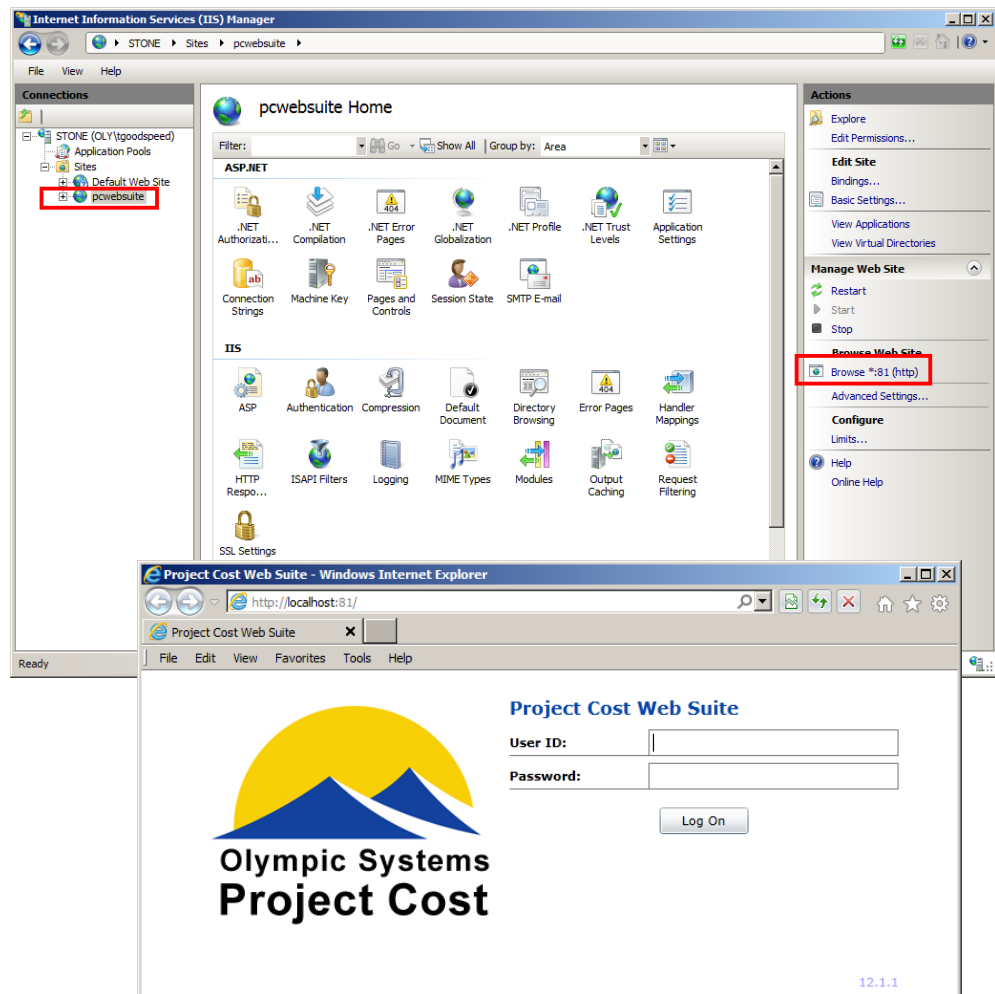 Internet Information Services (IIS) Manager
STONE Sites pcwebsuite
File View Help
Connections
STONE (OLY\tgoodspeed)
Application Pools
Sites
Default Web Site
pcwebsuite
pcwebsuite Home
Filter: Go Show All Group by: Area
ASP.NET
.NET Authorizati...
.NET Compilation
.NET Error Pages
.NET Globalization
.NET Profile
.NET Trust Levels
Application Settings
Connection Strings
Machine Key
Pages and Controls
Session State
SMTP E-mail
IIS
ASP
Authentication
Compression
Default Document
Directory Browsing
Error Pages
Handler Mappings
HTTP Respo...
ISAPI Filters
Logging
MIME Types
Modules
Output Caching
Request Filtering
SSL Settings
Actions
Explore
Edit Permissions...
Edit Site
Bindings...
Basic Settings...
View Applications
View Virtual Directories
Manage Web Site
Restart
Start
Stop
Browse Web Site
Browse *:81 (http)
Advanced Settings...
Configure
Limits...
Help
Online Help
Ready
Project Cost Web Suite - Windows Internet Explorer
http://localhost:81/
Project Cost Web Suite
File Edit View Favorites Tools Help
Olympic Systems
Project Cost
Project Cost Web Suite
User ID:
Password:
Log On
12.1.1